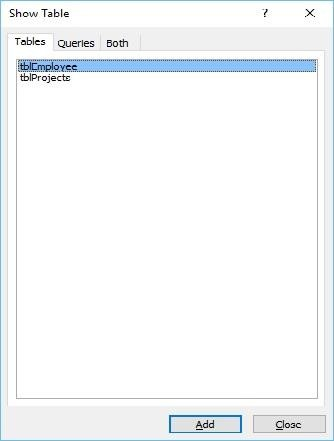 Show Table ? ×
Tables Queries Both
tblEmployee
tblProjects
Add Close